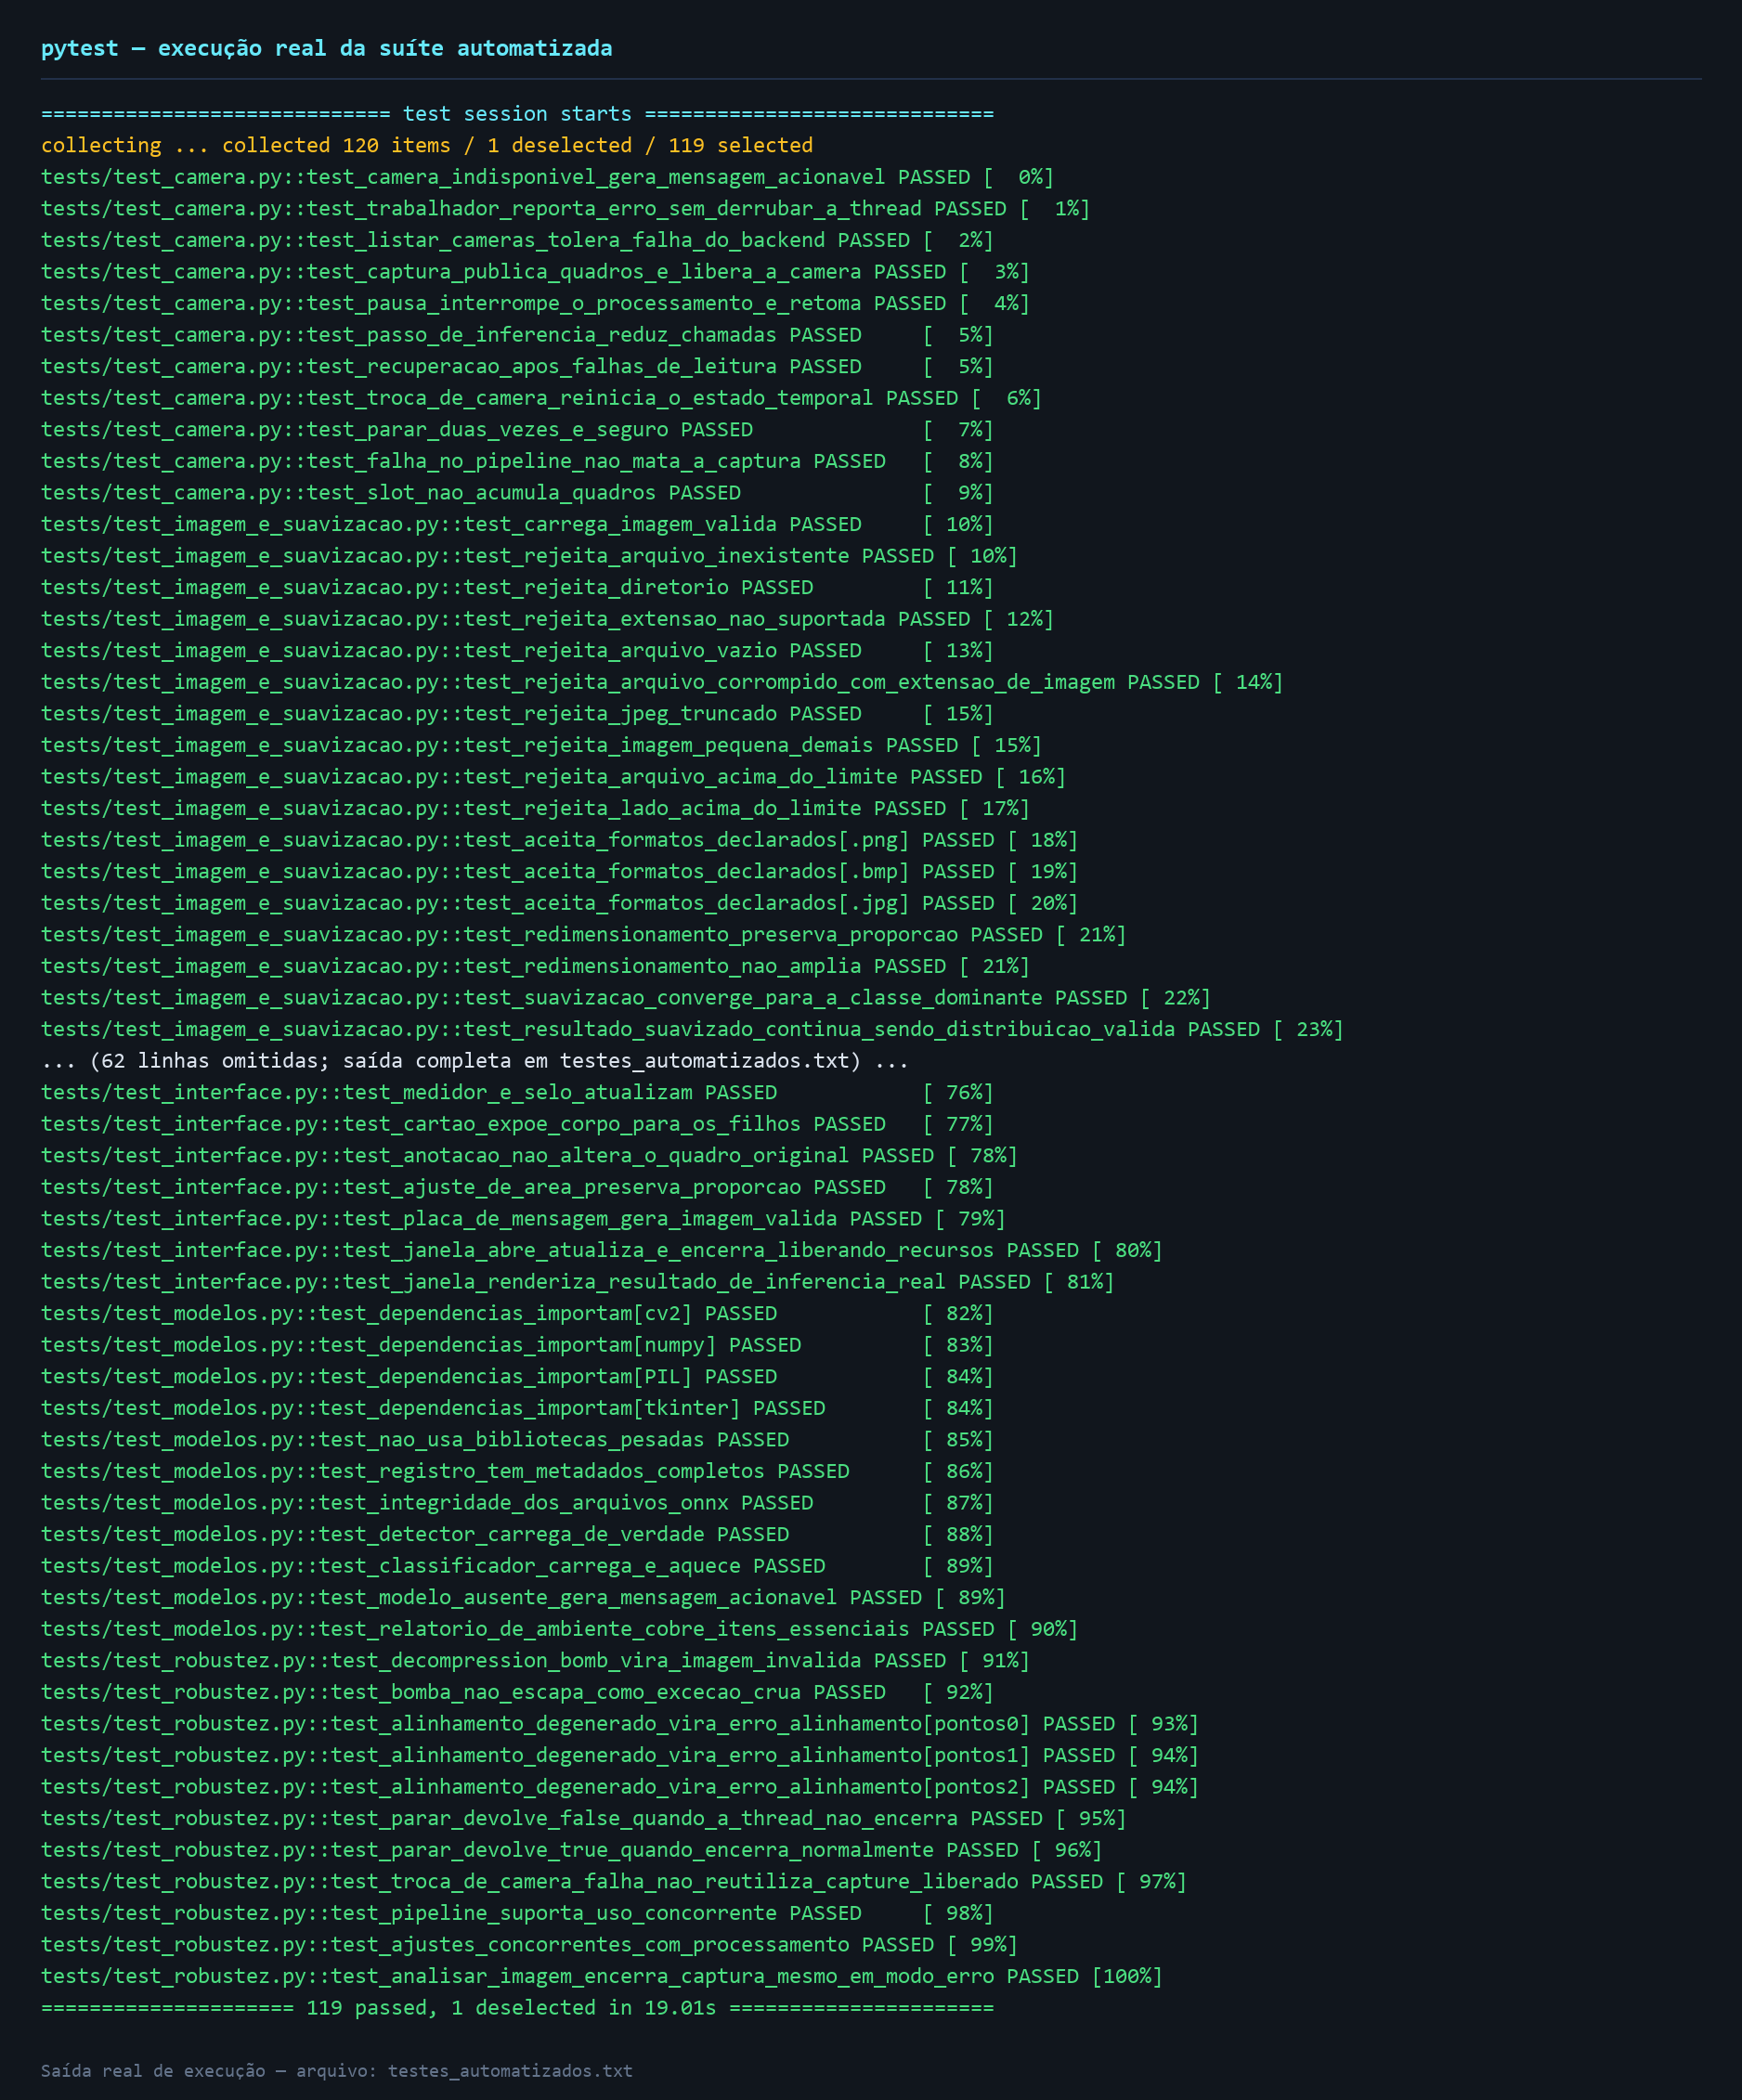 pytest — execução real da suíte automatizada
============================= test session starts =============================
collecting ... collected 120 items / 1 deselected / 119 selected
tests/test_camera.py::test_camera_indisponivel_gera_mensagem_acionavel PASSED [  0%]
tests/test_camera.py::test_trabalhador_reporta_erro_sem_derrubar_a_thread PASSED [  1%]
tests/test_camera.py::test_listar_cameras_tolera_falha_do_backend PASSED [  2%]
tests/test_camera.py::test_captura_publica_quadros_e_libera_a_camera PASSED [  3%]
tests/test_camera.py::test_pausa_interrompe_o_processamento_e_retoma PASSED [  4%]
tests/test_camera.py::test_passo_de_inferencia_reduz_chamadas PASSED     [  5%]
tests/test_camera.py::test_recuperacao_apos_falhas_de_leitura PASSED     [  5%]
tests/test_camera.py::test_troca_de_camera_reinicia_o_estado_temporal PASSED [  6%]
tests/test_camera.py::test_parar_duas_vezes_e_seguro PASSED              [  7%]
tests/test_camera.py::test_falha_no_pipeline_nao_mata_a_captura PASSED   [  8%]
tests/test_camera.py::test_slot_nao_acumula_quadros PASSED               [  9%]
tests/test_imagem_e_suavizacao.py::test_carrega_imagem_valida PASSED     [ 10%]
tests/test_imagem_e_suavizacao.py::test_rejeita_arquivo_inexistente PASSED [ 10%]
tests/test_imagem_e_suavizacao.py::test_rejeita_diretorio PASSED         [ 11%]
tests/test_imagem_e_suavizacao.py::test_rejeita_extensao_nao_suportada PASSED [ 12%]
tests/test_imagem_e_suavizacao.py::test_rejeita_arquivo_vazio PASSED     [ 13%]
tests/test_imagem_e_suavizacao.py::test_rejeita_arquivo_corrompido_com_extensao_de_imagem PASSED [ 14%]
tests/test_imagem_e_suavizacao.py::test_rejeita_jpeg_truncado PASSED     [ 15%]
tests/test_imagem_e_suavizacao.py::test_rejeita_imagem_pequena_demais PASSED [ 15%]
tests/test_imagem_e_suavizacao.py::test_rejeita_arquivo_acima_do_limite PASSED [ 16%]
tests/test_imagem_e_suavizacao.py::test_rejeita_lado_acima_do_limite PASSED [ 17%]
tests/test_imagem_e_suavizacao.py::test_aceita_formatos_declarados[.png] PASSED [ 18%]
tests/test_imagem_e_suavizacao.py::test_aceita_formatos_declarados[.bmp] PASSED [ 19%]
tests/test_imagem_e_suavizacao.py::test_aceita_formatos_declarados[.jpg] PASSED [ 20%]
tests/test_imagem_e_suavizacao.py::test_redimensionamento_preserva_proporcao PASSED [ 21%]
tests/test_imagem_e_suavizacao.py::test_redimensionamento_nao_amplia PASSED [ 21%]
tests/test_imagem_e_suavizacao.py::test_suavizacao_converge_para_a_classe_dominante PASSED [ 22%]
tests/test_imagem_e_suavizacao.py::test_resultado_suavizado_continua_sendo_distribuicao_valida PASSED [ 23%]
... (62 linhas omitidas; saída completa em testes_automatizados.txt) ...
tests/test_interface.py::test_medidor_e_selo_atualizam PASSED            [ 76%]
tests/test_interface.py::test_cartao_expoe_corpo_para_os_filhos PASSED   [ 77%]
tests/test_interface.py::test_anotacao_nao_altera_o_quadro_original PASSED [ 78%]
tests/test_interface.py::test_ajuste_de_area_preserva_proporcao PASSED   [ 78%]
tests/test_interface.py::test_placa_de_mensagem_gera_imagem_valida PASSED [ 79%]
tests/test_interface.py::test_janela_abre_atualiza_e_encerra_liberando_recursos PASSED [ 80%]
tests/test_interface.py::test_janela_renderiza_resultado_de_inferencia_real PASSED [ 81%]
tests/test_modelos.py::test_dependencias_importam[cv2] PASSED            [ 82%]
tests/test_modelos.py::test_dependencias_importam[numpy] PASSED          [ 83%]
tests/test_modelos.py::test_dependencias_importam[PIL] PASSED            [ 84%]
tests/test_modelos.py::test_dependencias_importam[tkinter] PASSED        [ 84%]
tests/test_modelos.py::test_nao_usa_bibliotecas_pesadas PASSED           [ 85%]
tests/test_modelos.py::test_registro_tem_metadados_completos PASSED      [ 86%]
tests/test_modelos.py::test_integridade_dos_arquivos_onnx PASSED         [ 87%]
tests/test_modelos.py::test_detector_carrega_de_verdade PASSED           [ 88%]
tests/test_modelos.py::test_classificador_carrega_e_aquece PASSED        [ 89%]
tests/test_modelos.py::test_modelo_ausente_gera_mensagem_acionavel PASSED [ 89%]
tests/test_modelos.py::test_relatorio_de_ambiente_cobre_itens_essenciais PASSED [ 90%]
tests/test_robustez.py::test_decompression_bomb_vira_imagem_invalida PASSED [ 91%]
tests/test_robustez.py::test_bomba_nao_escapa_como_excecao_crua PASSED   [ 92%]
tests/test_robustez.py::test_alinhamento_degenerado_vira_erro_alinhamento[pontos0] PASSED [ 93%]
tests/test_robustez.py::test_alinhamento_degenerado_vira_erro_alinhamento[pontos1] PASSED [ 94%]
tests/test_robustez.py::test_alinhamento_degenerado_vira_erro_alinhamento[pontos2] PASSED [ 94%]
tests/test_robustez.py::test_parar_devolve_false_quando_a_thread_nao_encerra PASSED [ 95%]
tests/test_robustez.py::test_parar_devolve_true_quando_encerra_normalmente PASSED [ 96%]
tests/test_robustez.py::test_troca_de_camera_falha_nao_reutiliza_capture_liberado PASSED [ 97%]
tests/test_robustez.py::test_pipeline_suporta_uso_concorrente PASSED     [ 98%]
tests/test_robustez.py::test_ajustes_concorrentes_com_processamento PASSED [ 99%]
tests/test_robustez.py::test_analisar_imagem_encerra_captura_mesmo_em_modo_erro PASSED [100%]
===================== 119 passed, 1 deselected in 19.01s ======================
Saída real de execução — arquivo: testes_automatizados.txt